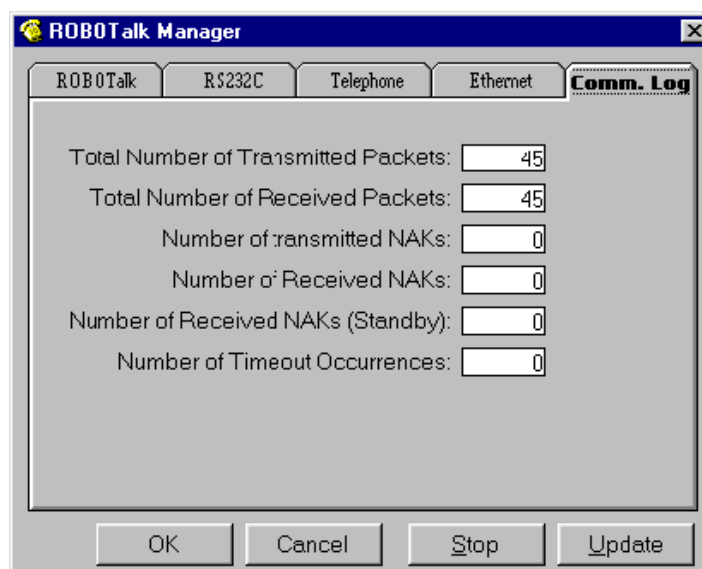 ROBOTalk Manager
ROBOTalk RS232C Telephone Ethernet Comm. Log
Total Number of Transmitted Packets: 45
Total Number of Received Packets: 45
Number of transmitted NAKs: 0
Number of Received NAKs: 0
Number of Received NAKs (Standby): 0
Number of Timeout Occurrences: 0
OK Cancel Stop Update